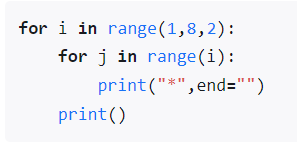 for i in range(1,8,2):
    for j in range(i):
        print("*",end="")
    print()